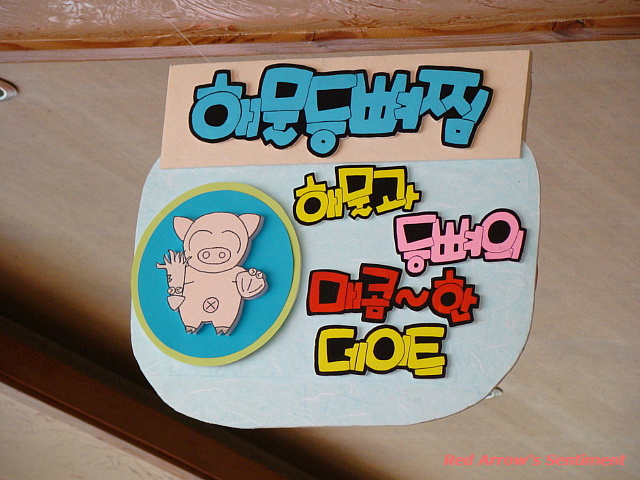 해물등뼈찜
해물과
등뼈의
매콤~한
데이트
Red Arrow's Sentiment